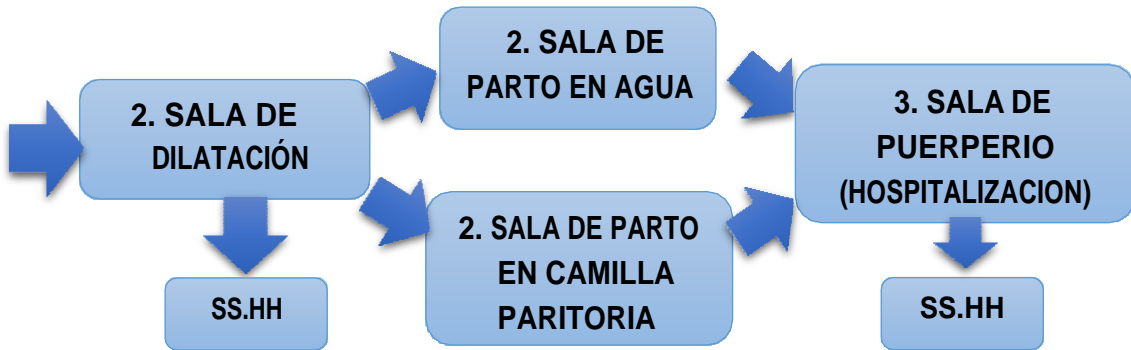 2. SALA DE
DILATACIÓN
SS.HH
2. SALA DE
PARTO EN AGUA
2. SALA DE PARTO
EN CAMILLA
PARITORIA
3. SALA DE
PUERPERIO
(HOSPITALIZACION)
SS.HH